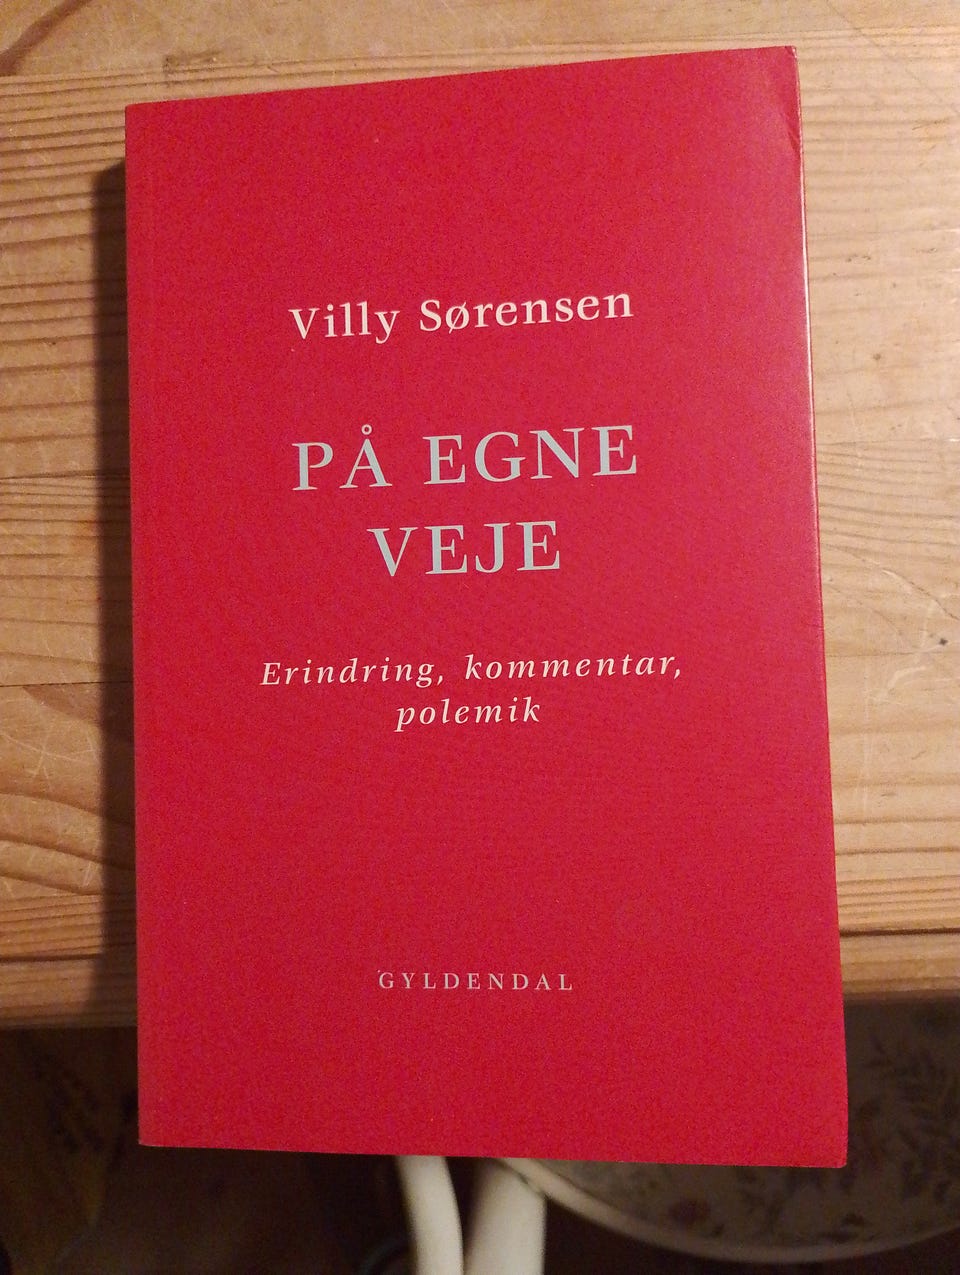 Villy Sørensen
PÅ EGNE
VEJE
Erindring, kommentar,
polemik
GYLDENDAL